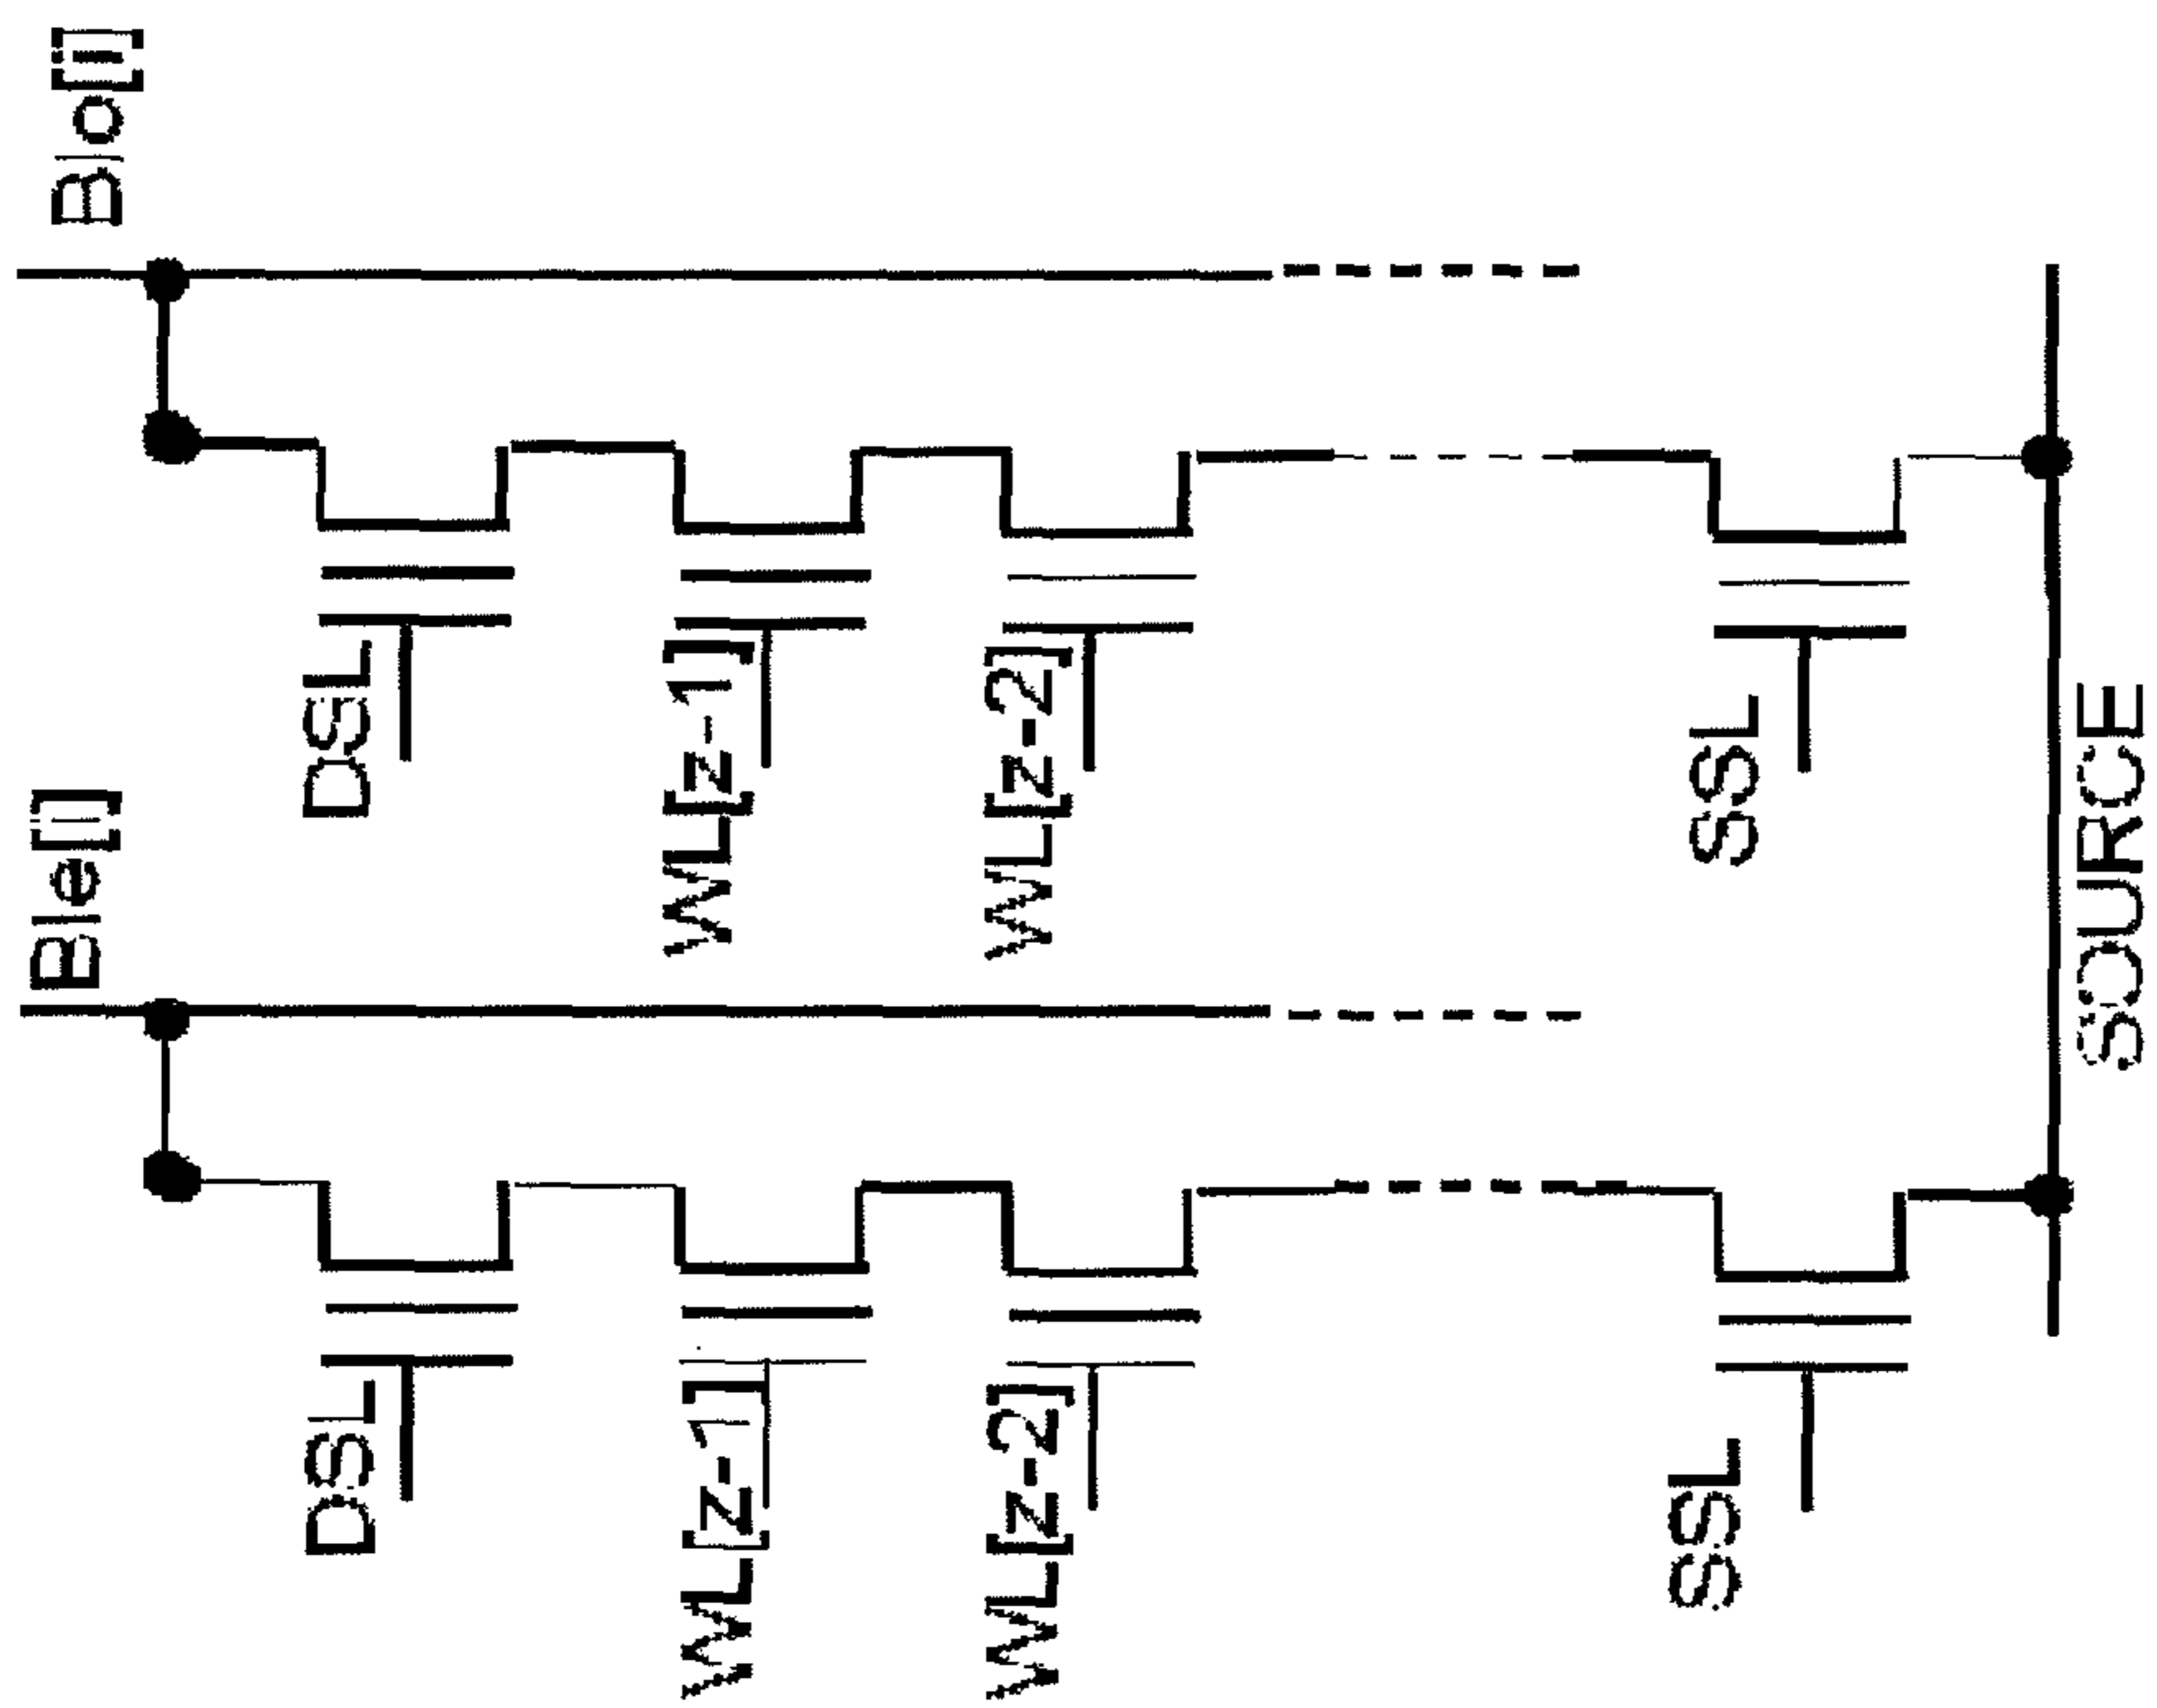 Ble[i]
Blo[i]
DSL
DSL
WL[z-1]
WL[z-1]
WL[z-2]
WL[z-2]
SSL
SSL
SOURCE